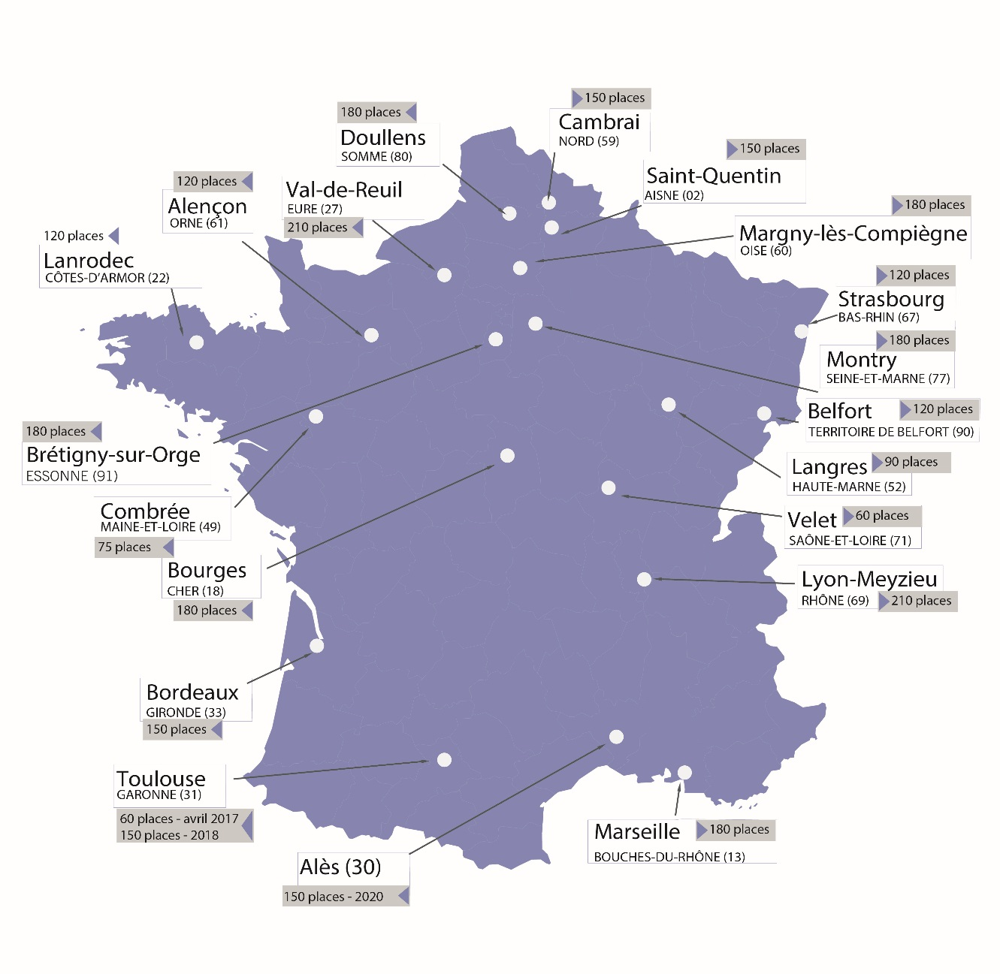 150 places
Cambrai
NORD (59)
180 places
Doullens
SOMME (80)
150 places
Saint-Quentin
AISNE (02)
120 places
Alençon
ORNE (61)
Val-de-Reuil
EURE (27)
210 places
180 places
Margny-lès-Compiègne
OISE (60)
120 places
Lanrodec
CÔTES-D'ARMOR (22)
120 places
Strasbourg
BAS-RHIN (67)
180 places
Montry
SEINE-ET-MARNE (77)
Belfort
120 places
TERRITOIRE DE BELFORT (90)
180 places
Brétigny-sur-Orge
ESSONNE (91)
Langres
90 places
HAUTE-MARNE (52)
Combrée
MAINE-ET-LOIRE (49)
75 places
Velet
60 places
SAÔNE-ET-LOIRE (71)
Bourges
CHER (18)
180 places
Lyon-Meyzieu
RHÔNE (69)
210 places
Bordeaux
GIRONDE (33)
150 places
Toulouse
GARONNE (31)
60 places - avril 2017
150 places - 2018
Marseille
180 places
BOUCHES-DU-RHÔNE (13)
Alès (30)
150 places - 2020